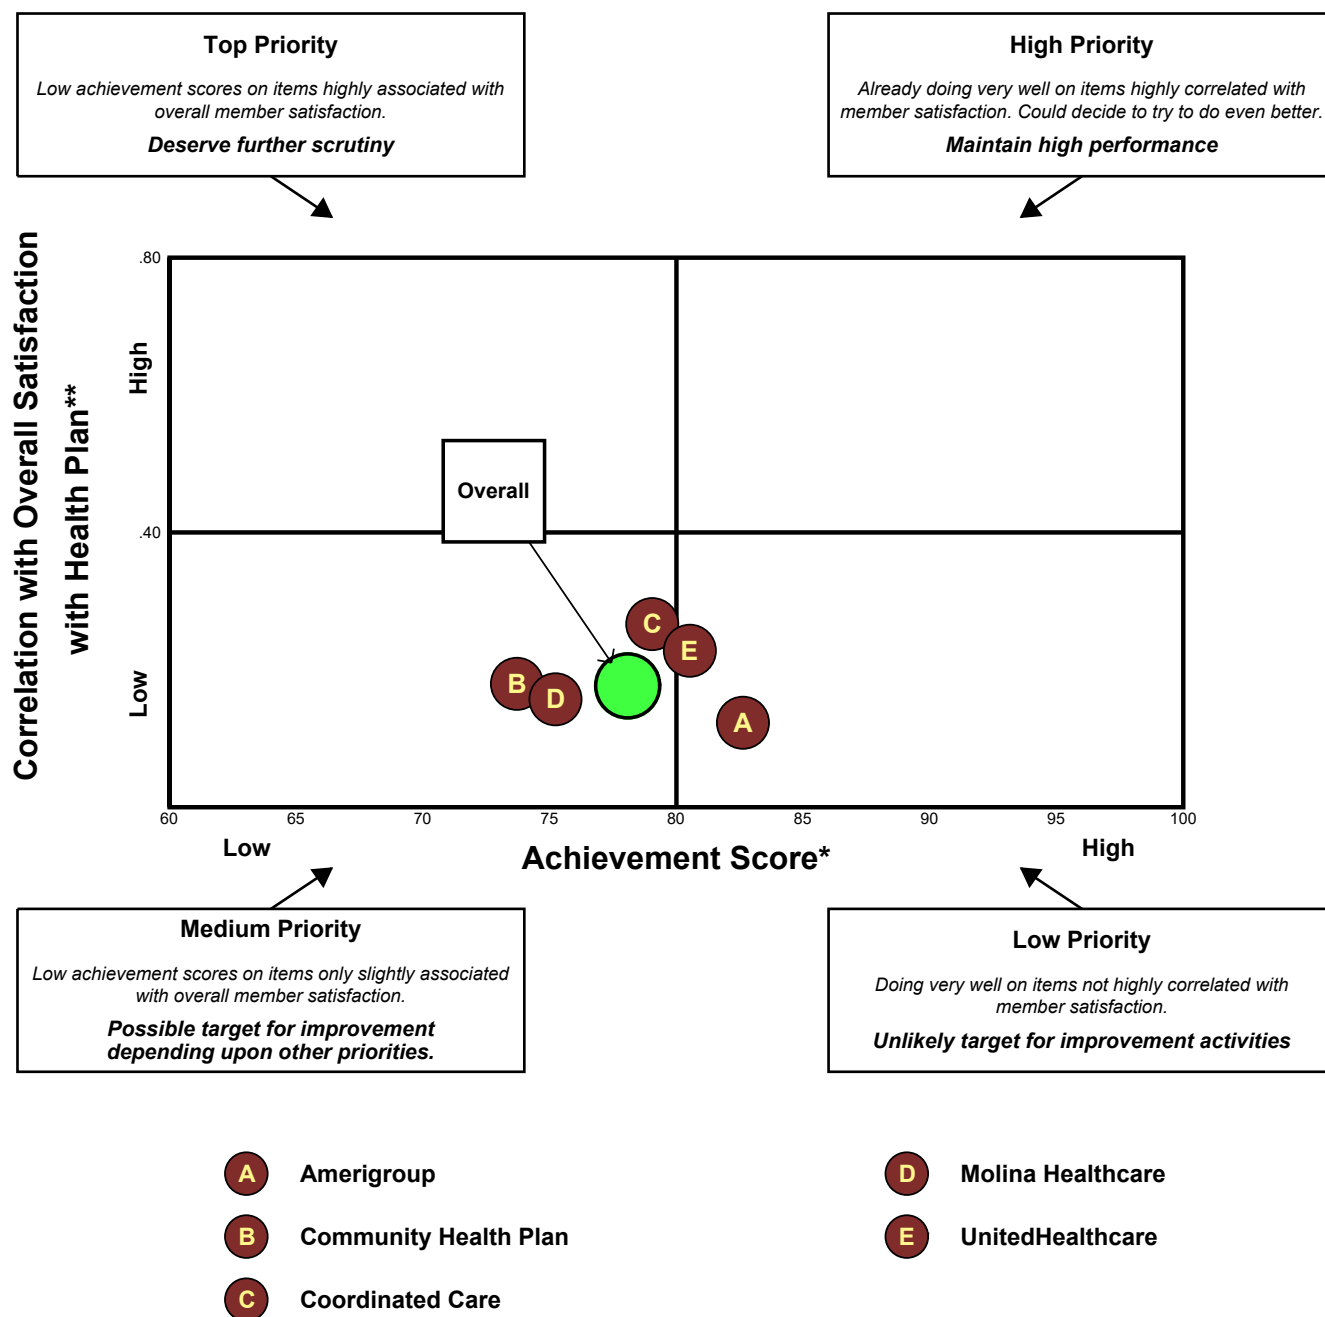 Top Priority
Low achievement scores on items highly associated with
overall member satisfaction.
Deserve further scrutiny
High Priority
Already doing very well on items highly correlated with
member satisfaction. Could decide to try to do even better.
Maintain high performance
Correlation with Overall Satisfaction
with Health Plan**
.80
High
.40
Low
Overall
C
E
B
D
A
60
65
70
75
80
85
90
95
100
Low
Achievement Score*
High
Medium Priority
Low achievement scores on items only slightly associated
with overall member satisfaction.
Possible target for improvement
depending upon other priorities.
Low Priority
Doing very well on items not highly correlated with
member satisfaction.
Unlikely target for improvement activities
A Amerigroup
B Community Health Plan
C Coordinated Care
D Molina Healthcare
E UnitedHealthcare